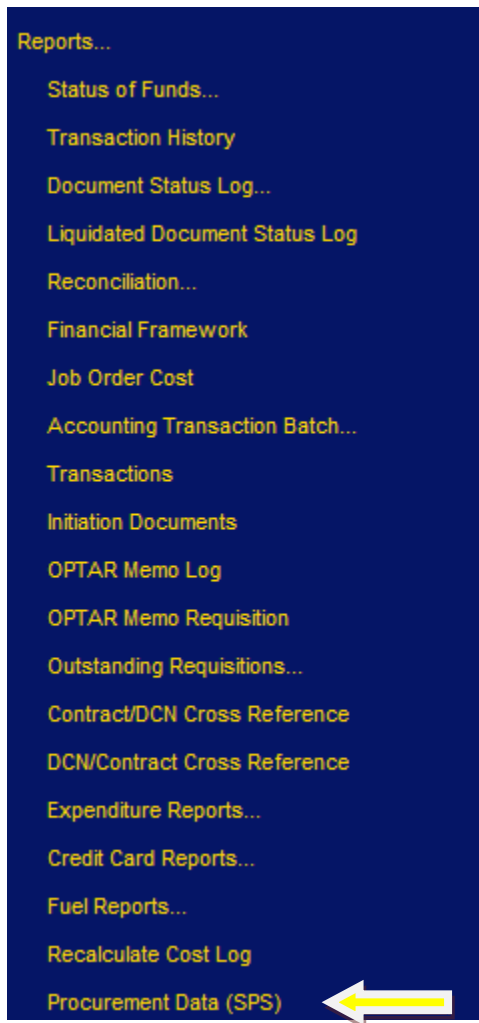 Reports...
Status of Funds...
Transaction History
Document Status Log...
Liquidated Document Status Log
Reconciliation...
Financial Framework
Job Order Cost
Accounting Transaction Batch...
Transactions
Initiation Documents
OPTAR Memo Log
OPTAR Memo Requisition
Outstanding Requisitions...
Contract/DCN Cross Reference
DCN/Contract Cross Reference
Expenditure Reports...
Credit Card Reports...
Fuel Reports...
Recalculate Cost Log
Procurement Data (SPS)